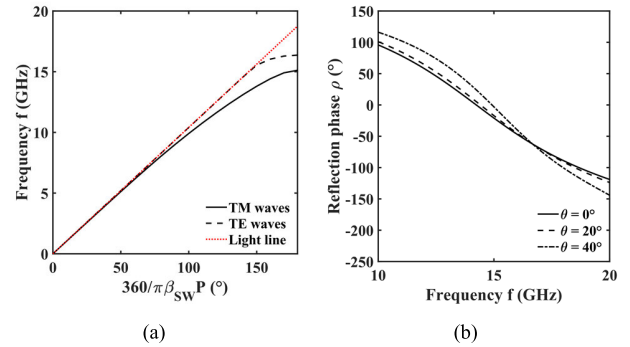 (a)
20
15
10
5
0
Frequency f (GHz)
TM waves
TE waves
Light line
0
50
100
150
360/πβSWP (°)
(b)
150
100
50
0
-50
-100
-150
-200
-250
Reflection phase ρ (°)
θ = 0°
θ = 20°
θ = 40°
10
15
20
Frequency f (GHz)
(a)
(b)